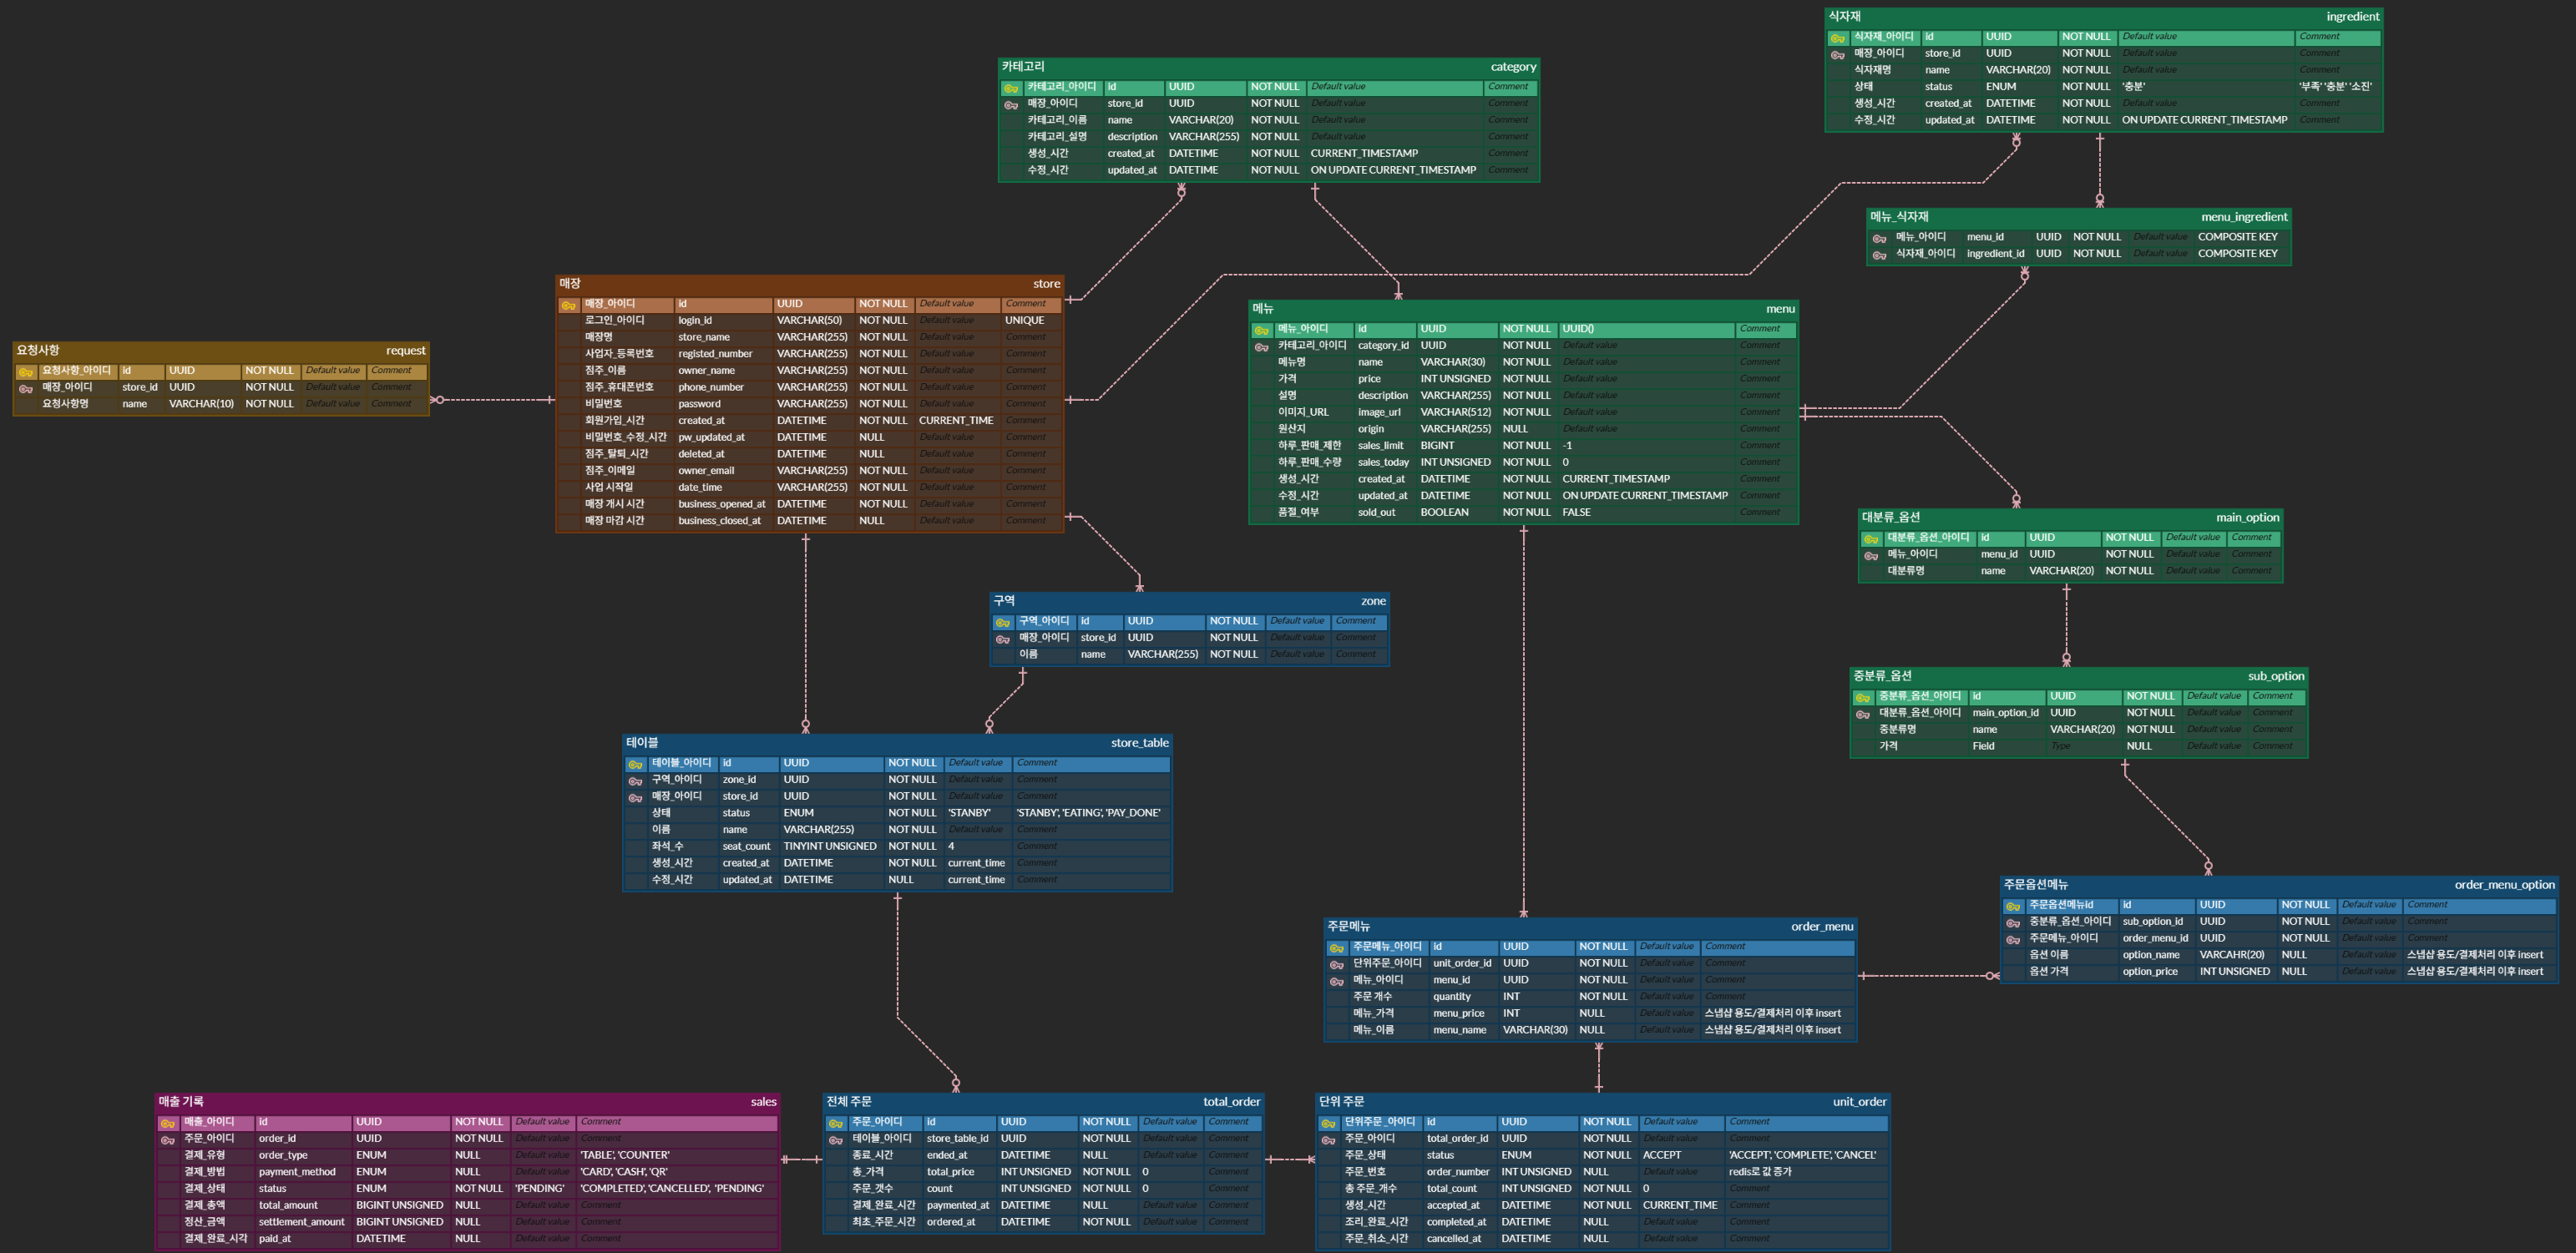 식자재 ingredient
식자재_아이디 id UUID NOT NULL Default value Comment
매장_아이디 store_id UUID NOT NULL Default value Comment
식자재명 name VARCHAR(20) NOT NULL Default value Comment
상태 status ENUM NOT NULL '충분' '부족' '충분' '소진'
생성_시간 created_at DATETIME NOT NULL Default value Comment
수정_시간 updated_at DATETIME NOT NULL ON UPDATE CURRENT_TIMESTAMP Comment
카테고리 category
카테고리_아이디 id UUID NOT NULL Default value Comment
매장_아이디 store_id UUID NOT NULL Default value Comment
카테고리_이름 name VARCHAR(20) NOT NULL Default value Comment
카테고리_설명 description VARCHAR(255) NOT NULL Default value Comment
생성_시간 created_at DATETIME NOT NULL CURRENT_TIMESTAMP Comment
수정_시간 updated_at DATETIME NOT NULL ON UPDATE CURRENT_TIMESTAMP Comment
메뉴_식자재 menu_ingredient
메뉴_아이디 menu_id UUID NOT NULL Default value COMPOSITE KEY
식자재_아이디 ingredient_id UUID NOT NULL Default value COMPOSITE KEY
매장 store
매장_아이디 id UUID NOT NULL Default value Comment
로그인_아이디 login_id VARCHAR(50) NOT NULL Default value UNIQUE
매장명 store_name VARCHAR(255) NOT NULL Default value Comment
사업자_등록번호 registed_number VARCHAR(255) NOT NULL Default value Comment
점주_이름 owner_name VARCHAR(255) NOT NULL Default value Comment
점주_휴대폰번호 phone_number VARCHAR(255) NOT NULL Default value Comment
비밀번호 password VARCHAR(255) NOT NULL Default value Comment
회원가입_시간 created_at DATETIME NOT NULL CURRENT_TIME Comment
비밀번호_수정_시간 pw_updated_at DATETIME NULL Default value Comment
점주_탈퇴_시간 deleted_at DATETIME NULL Default value Comment
점주_이메일 owner_email VARCHAR(255) NOT NULL Default value Comment
사업 시작일 date_time VARCHAR(255) NOT NULL Default value Comment
매장 개시 시간 business_opened_at DATETIME NOT NULL Default value Comment
매장 마감 시간 business_closed_at DATETIME NULL Default value Comment
메뉴 menu
메뉴_아이디 id UUID NOT NULL UUID() Comment
카테고리_아이디 category_id UUID NOT NULL Default value Comment
메뉴명 name VARCHAR(30) NOT NULL Default value Comment
가격 price INT UNSIGNED NOT NULL Default value Comment
설명 description VARCHAR(255) NOT NULL Default value Comment
이미지_URL image_url VARCHAR(512) NOT NULL Default value Comment
원산지 origin VARCHAR(255) NULL Default value Comment
하루_판매_제한 sales_limit BIGINT NOT NULL -1 Comment
하루_판매_수량 sales_today INT UNSIGNED NOT NULL 0 Comment
생성_시간 created_at DATETIME NOT NULL CURRENT_TIMESTAMP Comment
수정_시간 updated_at DATETIME NOT NULL ON UPDATE CURRENT_TIMESTAMP Comment
품절_여부 sold_out BOOLEAN NOT NULL FALSE Comment
요청사항 request
요청사항_아이디 id UUID NOT NULL Default value Comment
매장_아이디 store_id UUID NOT NULL Default value Comment
요청사항명 name VARCHAR(10) NOT NULL Default value Comment
대분류_옵션 main_option
대분류_옵션_아이디 id UUID NOT NULL Default value Comment
메뉴_아이디 menu_id UUID NOT NULL Default value Comment
대분류명 name VARCHAR(20) NOT NULL Default value Comment
구역 zone
구역_아이디 id UUID NOT NULL Default value Comment
매장_아이디 store_id UUID NOT NULL Default value Comment
이름 name VARCHAR(255) NOT NULL Default value Comment
중분류_옵션 sub_option
중분류_옵션_아이디 id UUID NOT NULL Default value Comment
대분류_옵션_아이디 main_option_id UUID NOT NULL Default value Comment
중분류명 name VARCHAR(20) NOT NULL Default value Comment
가격 Field Type NULL Default value Comment
테이블 store_table
테이블_아이디 id UUID NOT NULL Default value Comment
구역_아이디 zone_id UUID NOT NULL Default value Comment
매장_아이디 store_id UUID NOT NULL Default value Comment
상태 status ENUM NOT NULL 'STANBY' 'STANBY', 'EATING', 'PAY_DONE'
이름 name VARCHAR(255) NOT NULL Default value Comment
좌석_수 seat_count TINYINT UNSIGNED NOT NULL 4 Comment
생성_시간 created_at DATETIME NOT NULL current_time Comment
수정_시간 updated_at DATETIME NULL current_time Comment
주문옵션메뉴 order_menu_option
주문옵션메뉴id id UUID NOT NULL Default value Comment
중분류_옵션_아이디 sub_option_id UUID NOT NULL Default value Comment
주문메뉴_아이디 order_menu_id UUID NOT NULL Default value Comment
옵션 이름 option_name VARCAHR(20) NULL Default value 스냅샵 용도/결제처리 이후 insert
옵션 가격 option_price INT UNSIGNED NULL Default value 스냅샵 용도/결제처리 이후 insert
주문메뉴 order_menu
주문메뉴_아이디 id UUID NOT NULL Default value Comment
단위주문_아이디 unit_order_id UUID NOT NULL Default value Comment
메뉴_아이디 menu_id UUID NOT NULL Default value Comment
주문 개수 quantity INT NOT NULL Default value Comment
메뉴_가격 menu_price INT NULL Default value 스냅샵 용도/결제처리 이후 insert
메뉴_이름 menu_name VARCHAR(30) NULL Default value 스냅샵 용도/결제처리 이후 insert
매출 기록 sales
매출_아이디 id UUID NOT NULL Default value Comment
주문_아이디 order_id UUID NOT NULL Default value Comment
결제_유형 order_type ENUM NULL Default value 'TABLE', 'COUNTER'
결제_방법 payment_method ENUM NULL Default value 'CARD', 'CASH', 'QR'
결제_상태 status ENUM NOT NULL 'PENDING' 'COMPLETED', 'CANCELLED', 'PENDING'
결제_총액 total_amount BIGINT UNSIGNED NULL Default value Comment
정산_금액 settlement_amount BIGINT UNSIGNED NULL Default value Comment
결제_완료_시각 paid_at DATETIME NULL Default value Comment
전체 주문 total_order
주문_아이디 id UUID NOT NULL Default value Comment
테이블_아이디 store_table_id UUID NOT NULL Default value Comment
종료_시간 ended_at DATETIME NULL Default value Comment
총_가격 total_price INT UNSIGNED NOT NULL 0 Comment
주문_갯수 count INT UNSIGNED NOT NULL 0 Comment
결제_완료_시간 paymented_at DATETIME NULL Default value Comment
최초_주문_시간 ordered_at DATETIME NOT NULL Default value Comment
단위 주문 unit_order
단위주문_아이디 id UUID NOT NULL Default value Comment
주문_아이디 total_order_id UUID NOT NULL Default value Comment
주문_상태 status ENUM NOT NULL ACCEPT 'ACCEPT', 'COMPLETE', 'CANCEL'
주문_번호 order_number INT UNSIGNED NULL Default value redis로 값 증가
총 주문_개수 total_count INT UNSIGNED NOT NULL 0 Comment
생성_시간 accepted_at DATETIME NOT NULL CURRENT_TIME Comment
조리_완료_시간 completed_at DATETIME NULL Default value Comment
주문_취소_시간 cancelled_at DATETIME NULL Default value Comment